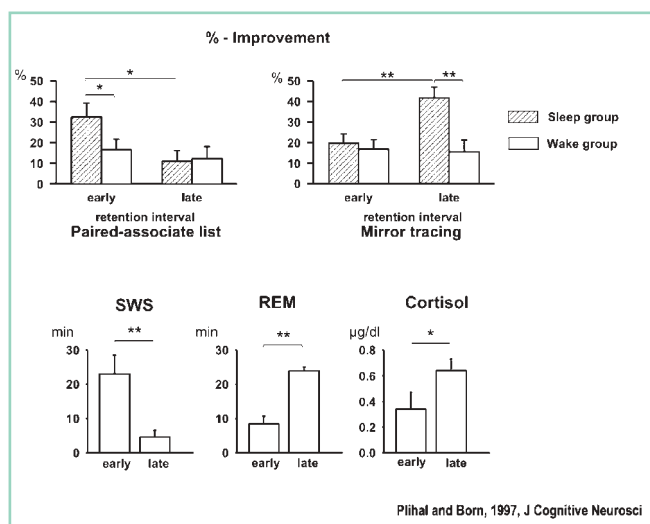 % - Improvement
%
50
40
30
20
10
0
*
*
early late
retention interval
Paired-associate list
%
50
40
30
20
10
0
** **
early late
retention interval
Mirror tracing
Sleep group
Wake group
SWS
min
30
20
10
0
**
early late
REM
min
30
20
10
0
**
early late
Cortisol
µg/dl
0.8
0.6
0.4
0.2
0.0
*
early late
Plihal and Born, 1997, J Cognitive Neurosci